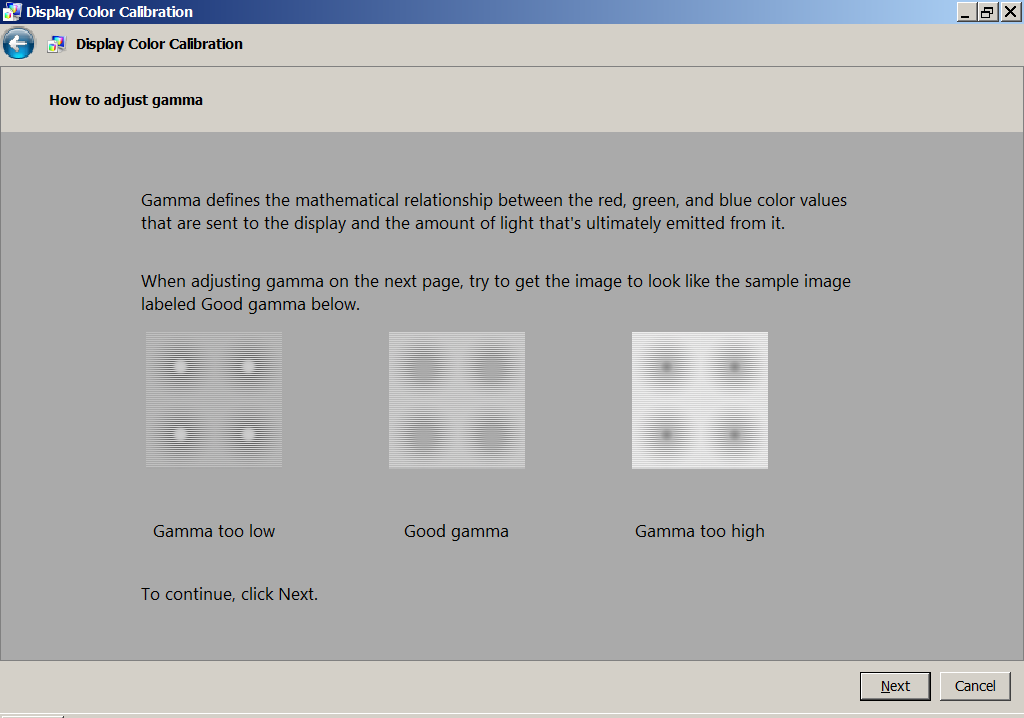 Display Color Calibration
Display Color Calibration
How to adjust gamma
Gamma defines the mathematical relationship between the red, green, and blue color values
that are sent to the display and the amount of light that's ultimately emitted from it.
When adjusting gamma on the next page, try to get the image to look like the sample image
labeled Good gamma below.
Gamma too low
Good gamma
Gamma too high
To continue, click Next.
Next
Cancel